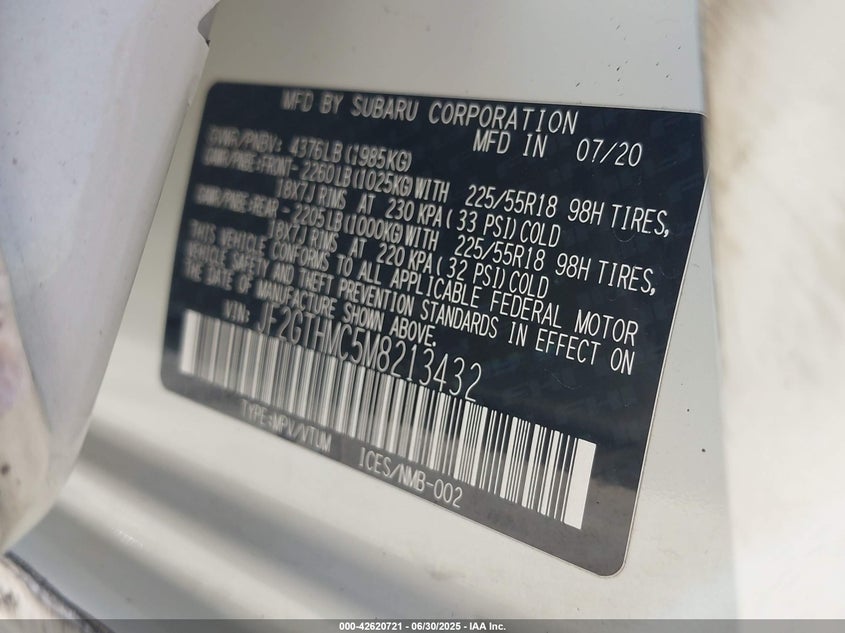 MFD BY SUBARU CORPORATION
MFD IN 07/20
GVWR/PNBV: 4376LB(1985KG)
GAWR/PNBE-FRONT- 2260LB(1025KG)WITH 225/55R18 98H TIRES,
18X7J RIMS AT 230 KPA(33 PSI)COLD
GAWR/PNBE-REAR - 2205LB(1000KG)WITH 225/55R18 98H TIRES,
18X7J RIMS AT 220 KPA(32 PSI)COLD
THIS VEHICLE CONFORMS TO ALL APPLICABLE FEDERAL MOTOR
VEHICLE SAFETY AND THEFT PREVENTION STANDARDS IN EFFECT ON
THE DATE OF MANUFACTURE SHOWN ABOVE.
VIN: JF2GTHMC5M8213432
TYPE:MPV/VTUM
ICES/NMB-002
000-42620721 - 06/30/2025 - IAA Inc.